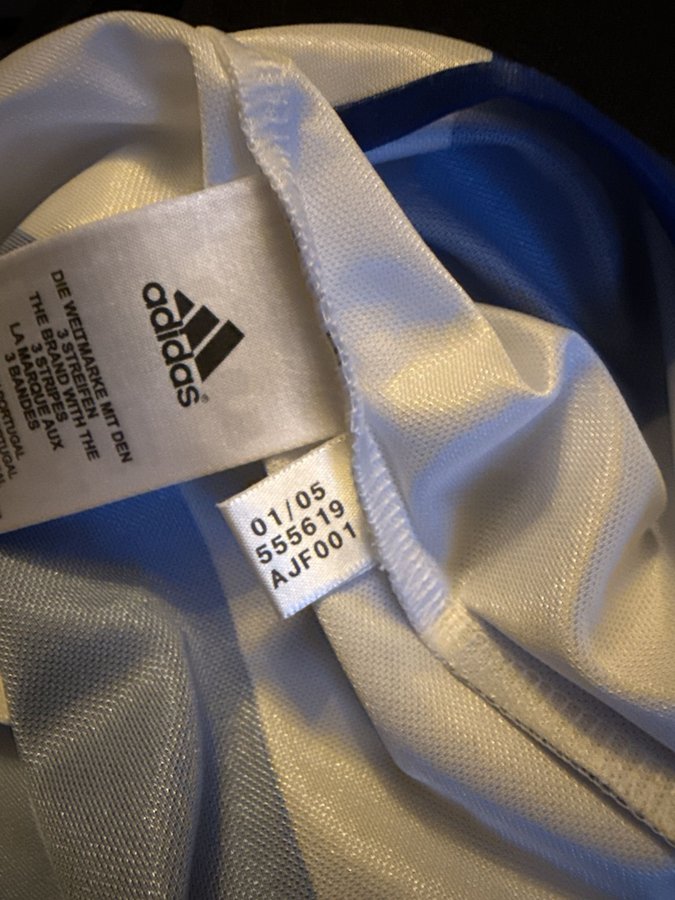 adidas®
DIE WELTMARKE MIT DEN
3 STREIFEN
THE BRAND WITH THE
3 STRIPES
LA MARQUE AUX
3 BANDES
PORTUGAL
01/05
555619
AJF001